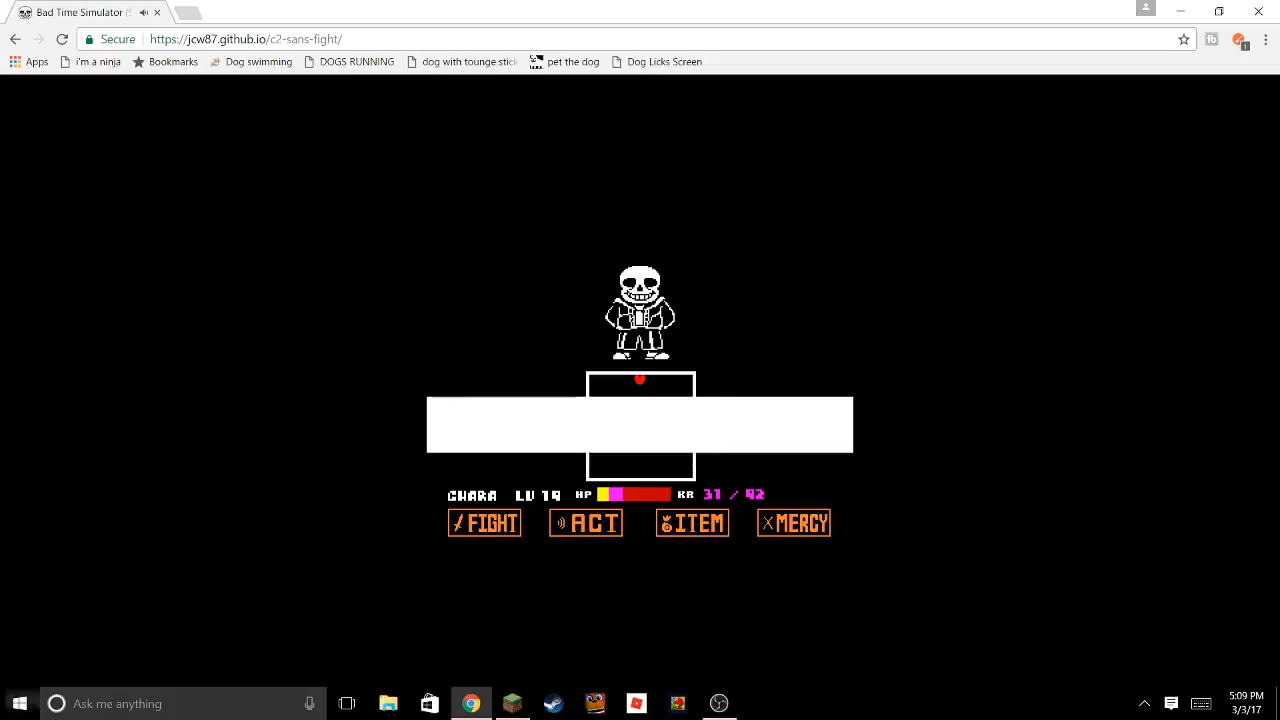 Bad Time Simulator (S
Secure https://jcw87.github.io/c2-sans-fight/
Apps i'm a ninja Bookmarks Dog swimming DOGS RUNNING dog with tounge stick pet the dog Dog Licks Screen
CHARA LV 19 HP KR 31 / 92
FIGHT ACT ITEM MERCY
Ask me anything
5:09 PM
3/3/17